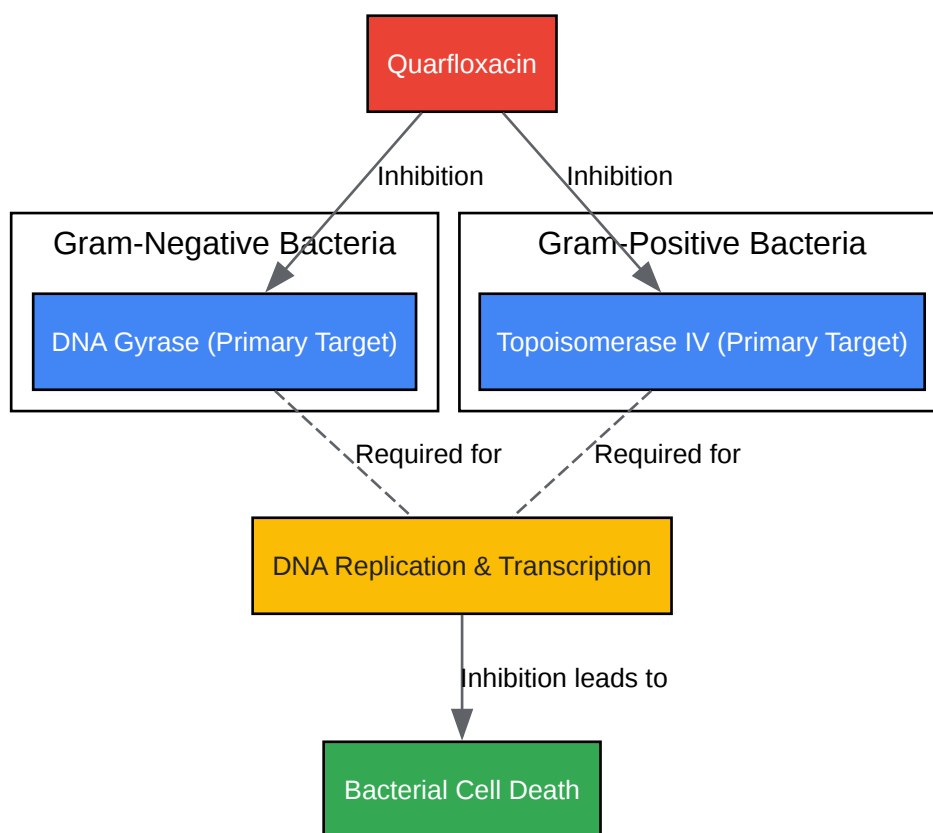 Quarfloxacin
Inhibition
Inhibition
Gram-Negative Bacteria
Gram-Positive Bacteria
DNA Gyrase (Primary Target)
Topoisomerase IV (Primary Target)
Required for
Required for
DNA Replication & Transcription
Inhibition leads to
Bacterial Cell Death